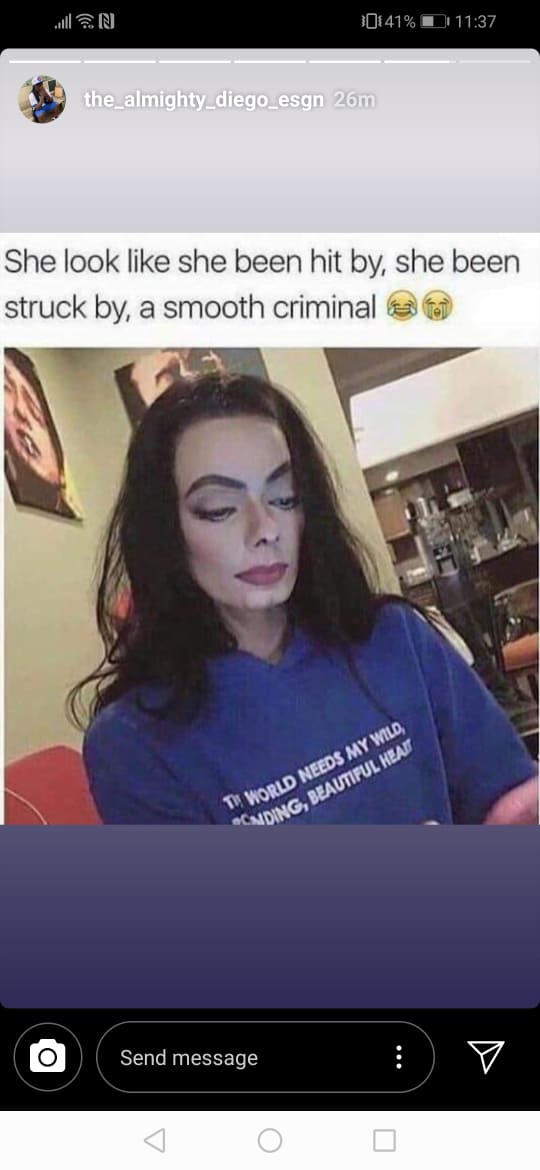 41% 11:37
the_almighty_diego_esgn 26m
She look like she been hit by, she been
struck by, a smooth criminal 😂😭
WORLD NEEDS MY WILD,
BEAUTIFUL HEART
Send message